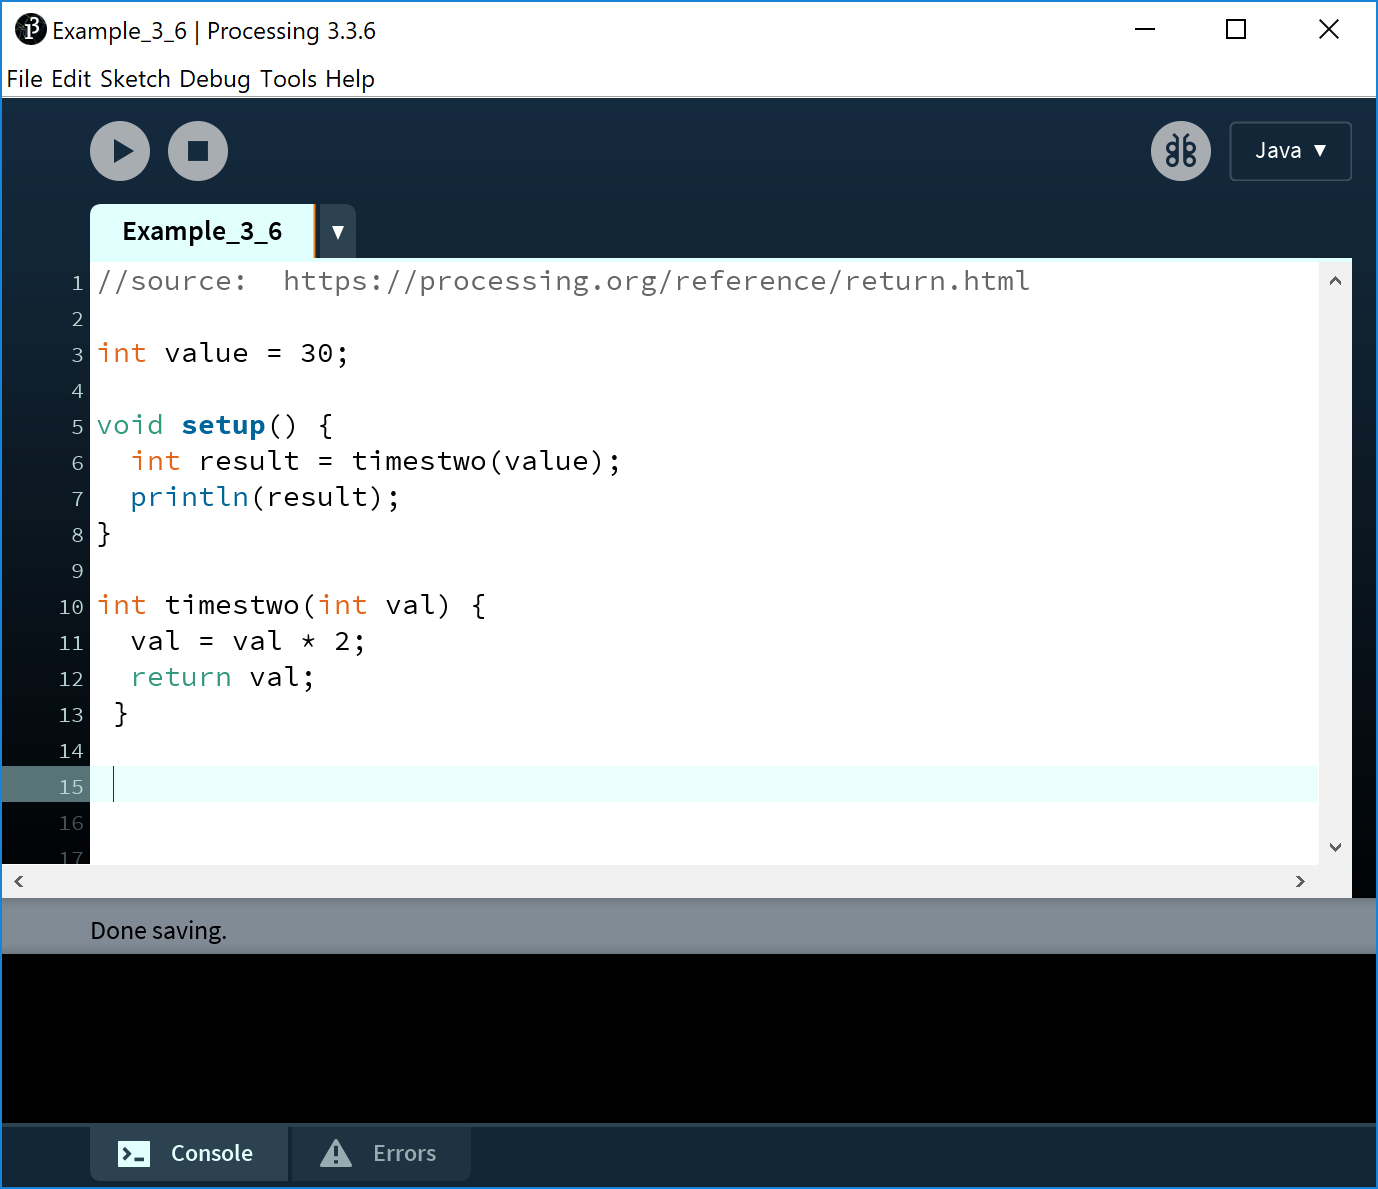 Example_3_6 | Processing 3.3.6
File Edit Sketch Debug Tools Help
Java ▼
Example_3_6 ▼
1 //source:  https://processing.org/reference/return.html
2
3 int value = 30;
4
5 void setup() {
6   int result = timestwo(value);
7   println(result);
8 }
9
10 int timestwo(int val) {
11   val = val * 2;
12   return val;
13  }
14
15
16
17
Done saving.
Console Errors